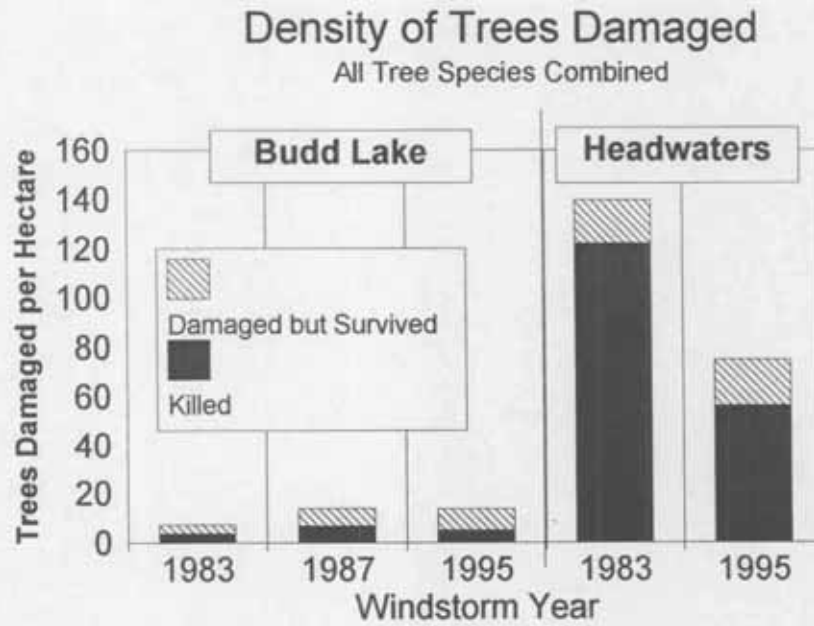 Density of Trees Damaged
All Tree Species Combined
Trees Damaged per Hectare
160
140
120
100
80
60
40
20
0
Budd Lake
Headwaters
Damaged but Survived
Killed
1983
1987
1995
1983
1995
Windstorm Year